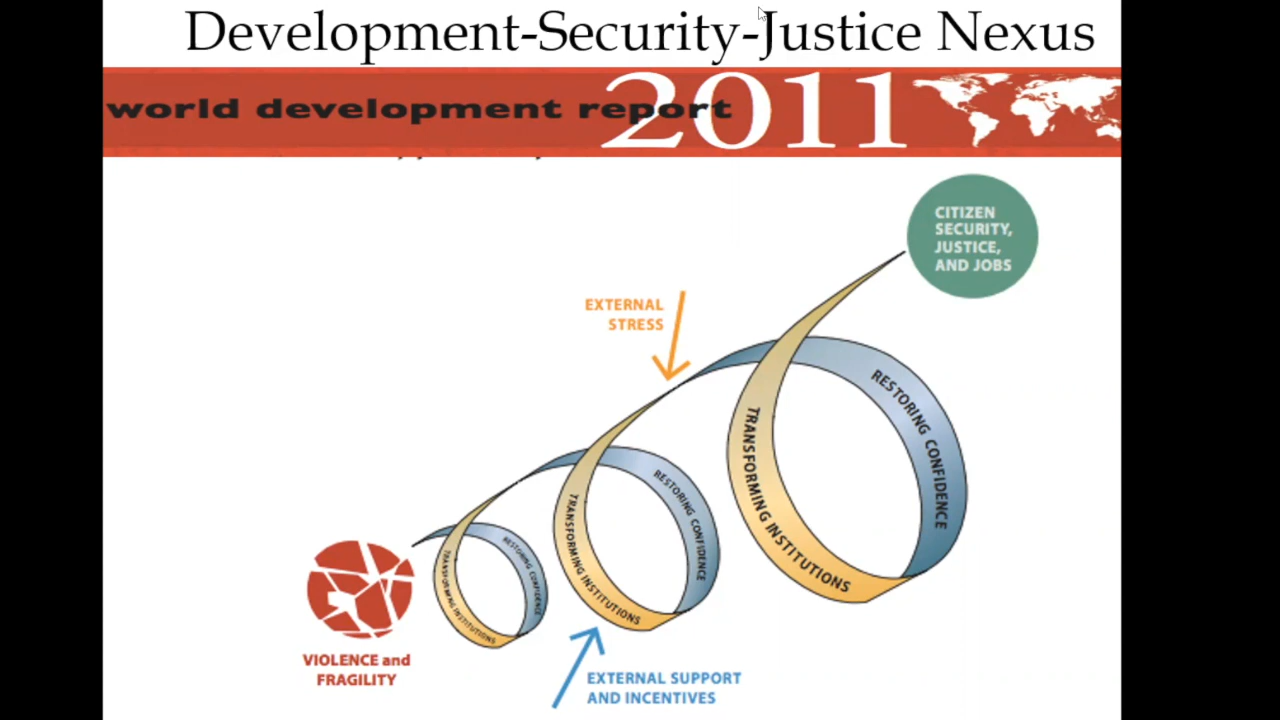 Development-Security-Justice Nexus
world development report 2011
CITIZEN
SECURITY,
JUSTICE,
AND JOBS
EXTERNAL
STRESS
RESTORING CONFIDENCE
TRANSFORMING INSTITUTIONS
RESTORING CONFIDENCE
TRANSFORMING INSTITUTIONS
RESTORING CONFIDENCE
TRANSFORMING INSTITUTIONS
VIOLENCE and
FRAGILITY
EXTERNAL SUPPORT
AND INCENTIVES